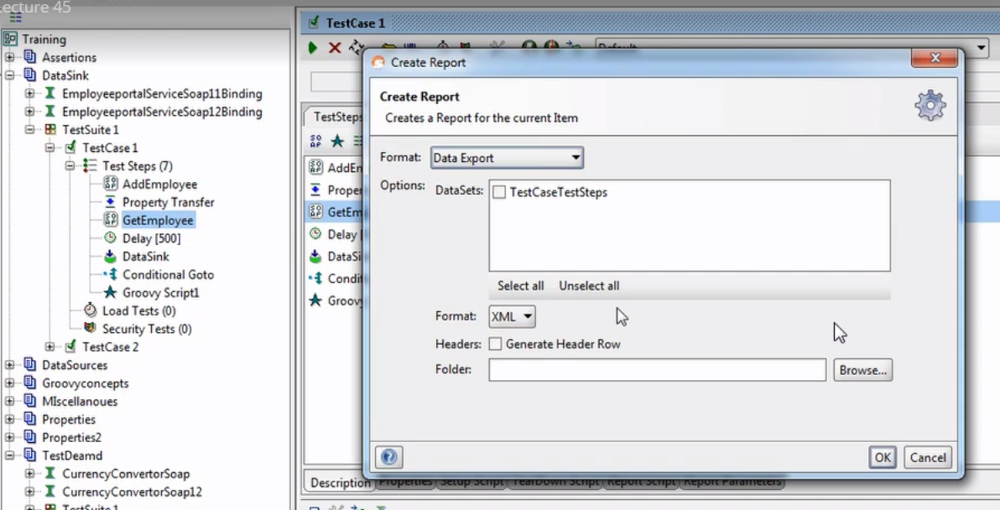 ecture 45
Training
Assertions
DataSink
EmployeeportalServiceSoap11Binding
EmployeeportalServiceSoap12Binding
TestSuite 1
TestCase 1
Test Steps (7)
AddEmployee
Property Transfer
GetEmployee
Delay [500]
DataSink
Conditional Goto
Groovy Script1
Load Tests (0)
Security Tests (0)
TestCase 2
DataSources
Groovyconcepts
MIscellanoues
Properties
Properties2
TestDeamd
CurrencyConvertorSoap
CurrencyConvertorSoap12
TestSuite 1
TestCase 1
Default
TestSteps
AddEm
Proper
GetEm
Delay [
DataSi
Condit
Groovy
Create Report
Create Report
Creates a Report for the current Item
Format: Data Export
Options: DataSets: TestCaseTestSteps
Select all Unselect all
Format: XML
Headers: Generate Header Row
Folder: Browse...
OK Cancel
Description Properties Setup Script TearDown Script Report Script Report Parameters